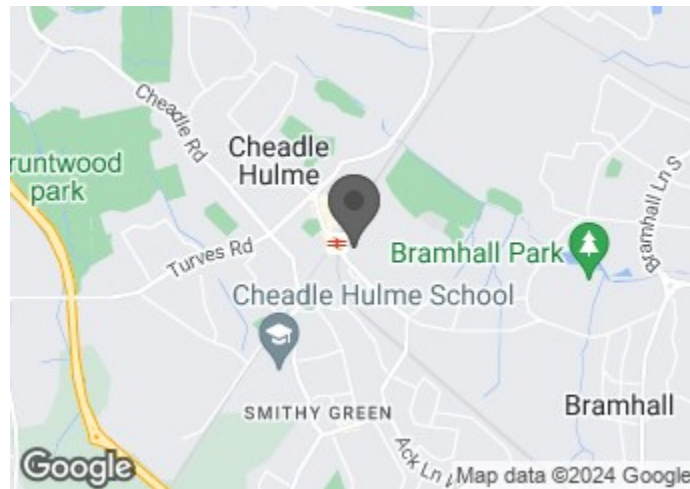 Cheadle Rd
Cheadle
Hulme
runtwood
park
Turves Rd
Bramhall Ln S
Bramhall Park
Cheadle Hulme School
SMITHY GREEN
Bramhall
Ack Ln
Google
Map data ©2024 Google